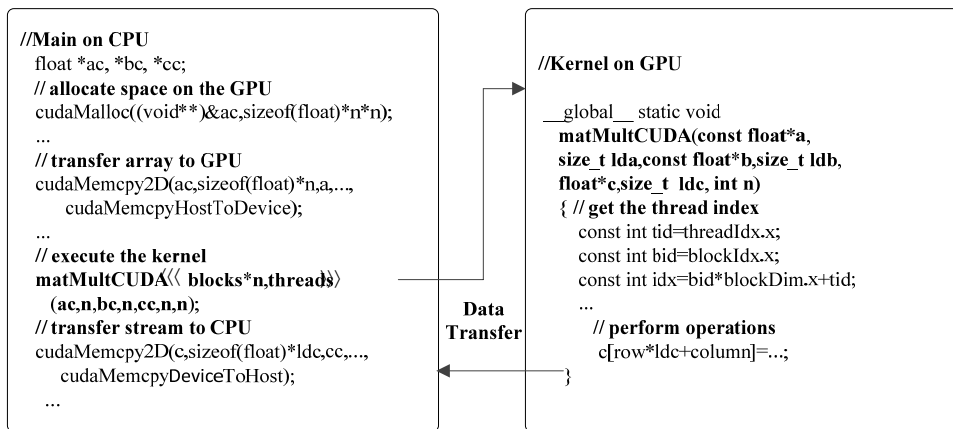 //Main on CPU
float *ac, *bc, *cc;
// allocate space on the GPU
cudaMalloc((void**)&ac,sizeof(float)*n*n);
...
// transfer array to GPU
cudaMemcpy2D(ac,sizeof(float)*n,a,...,
cudaMemcpyHostToDevice);
...
// execute the kernel
matMultCUDA⟨⟨⟨ blocks*n,threads⟩⟩⟩
(ac,n,bc,n,cc,n,n);
// transfer stream to CPU
cudaMemcpy2D(c,sizeof(float)*ldc,cc,...,
cudaMemcpyDeviceToHost);
...
Data
Transfer
//Kernel on GPU
__global__ static void
matMultCUDA(const float*a,
size_t lda,const float*b,size_t ldb,
float*c,size_t ldc, int n)
{ // get the thread index
const int tid=threadIdx.x;
const int bid=blockIdx.x;
const int idx=bid*blockDim.x+tid;
...
// perform operations
c[row*ldc+column]=...;
}